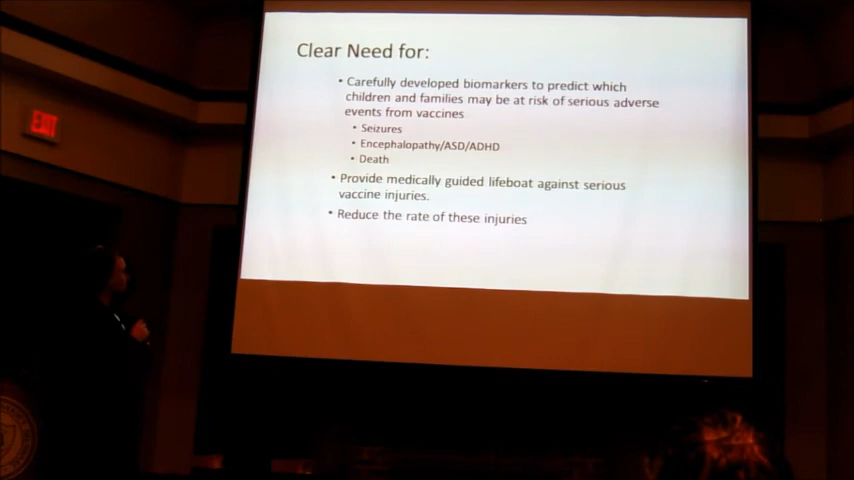 Clear Need for:
• Carefully developed biomarkers to predict which
children and families may be at risk of serious adverse
events from vaccines
• Seizures
• Encephalopathy/ASD/ADHD
• Death
• Provide medically guided lifeboat against serious
vaccine injuries.
• Reduce the rate of these injuries
EXIT